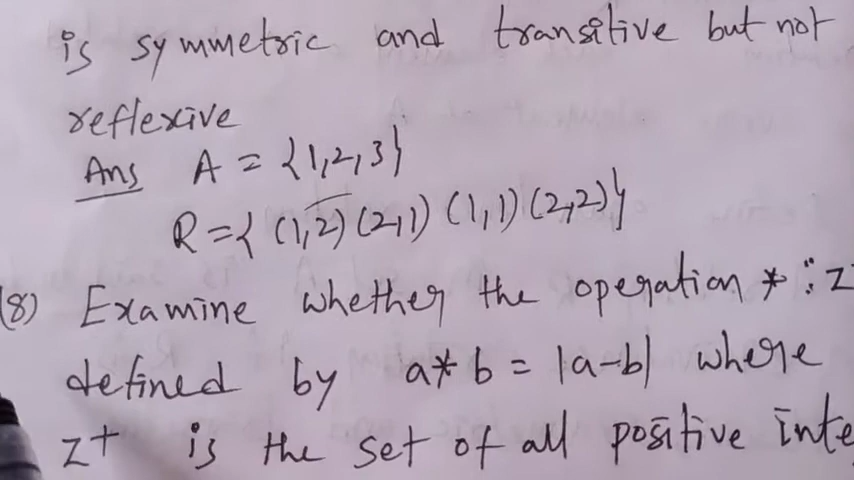 is symmetric and transitive but not
reflexive
Ans A = {1,2,3}
R = { (1,2) (2,1) (1,1) (2,2)}
(8) Examine whether the operation * : Z
defined by a * b = |a-b| where
z+ is the set of all positive inte